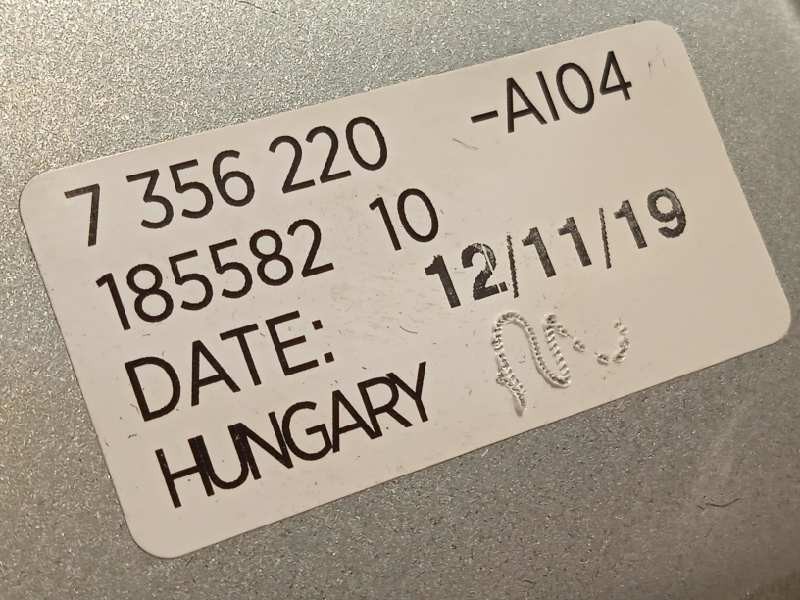 7 356 220 -AI04
185582 10
DATE: 12/11/19
HUNGARY